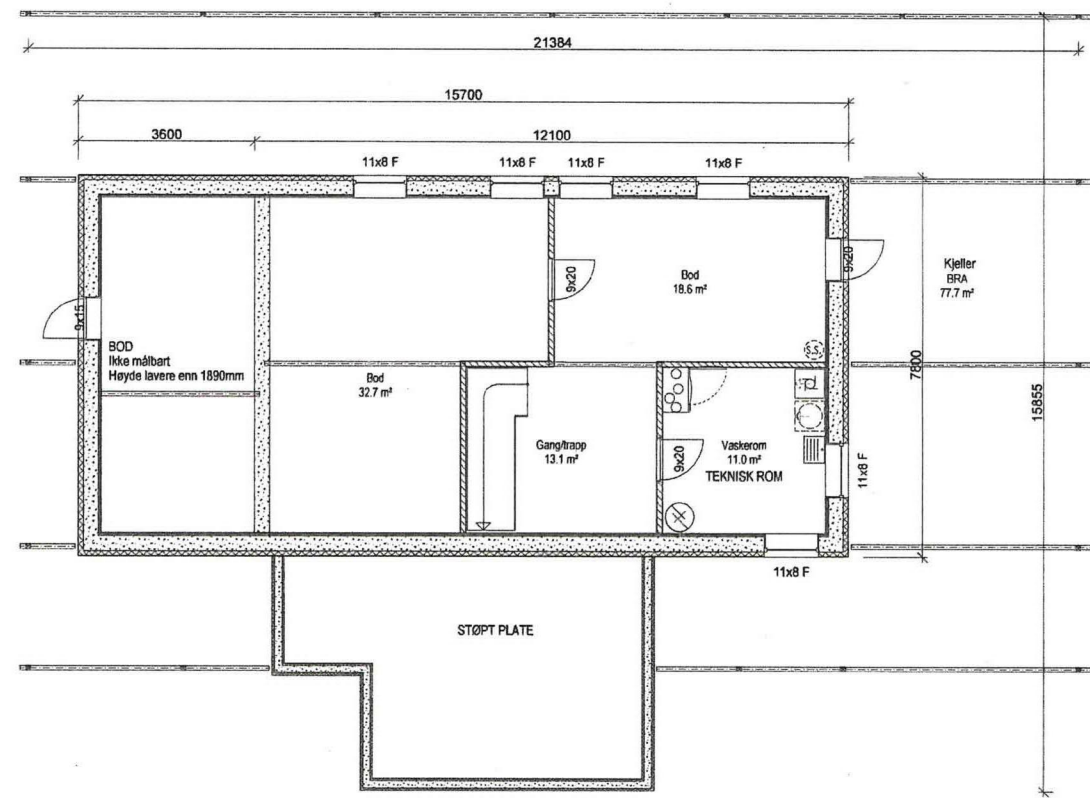 21384
15700
3600
12100
11x8 F
11x8 F
11x8 F
11x8 F
9x20
9x20
Bod
18.6 m²
Kjeller
BRA
77.7 m²
9x15
BOD
Ikke målbart
Høyde lavere enn 1890mm
S.S.
7800
15855
Bod
32.7 m²
Gang/trapp
13.1 m²
9x20
Vaskerom
11.0 m²
TEKNISK ROM
11x8 F
11x8 F
STØPT PLATE